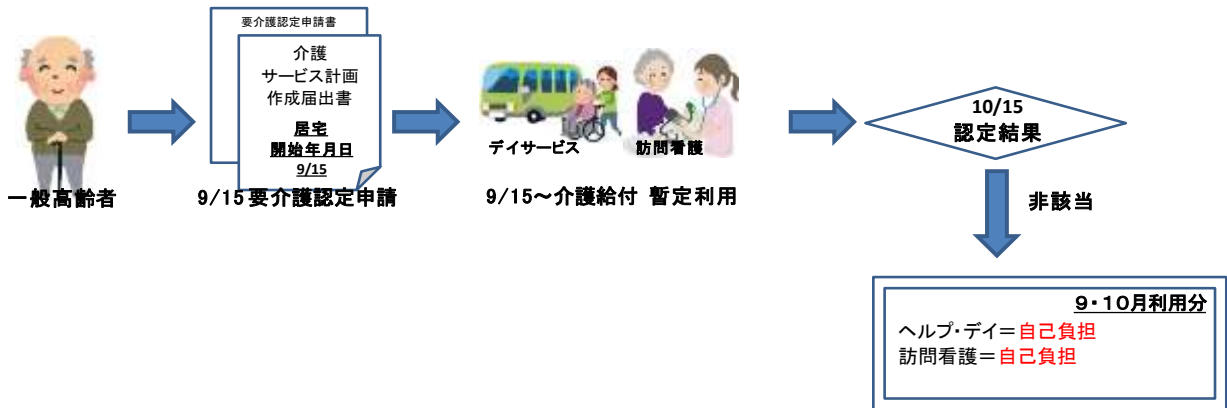 要介護認定申請書
介護
サービス計画
作成届出書
居宅
開始年月日
9/15
一般高齢者
9/15 要介護認定申請
デイサービス
訪問看護
9/15～介護給付 暫定利用
10/15
認定結果
非該当
9・10月利用分
ヘルプ・デイ＝自己負担
訪問看護＝自己負担